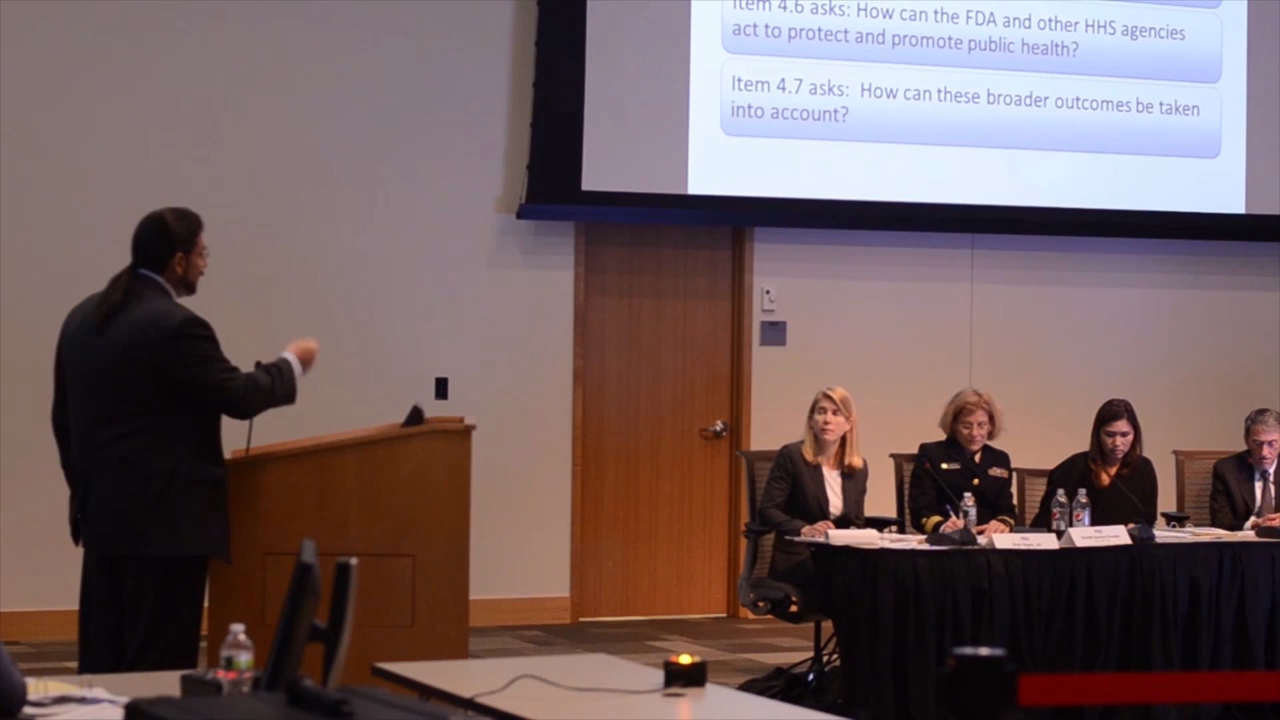 Item 4.6 asks: How can the FDA and other HHS agencies
act to protect and promote public health?
Item 4.7 asks: How can these broader outcomes be taken
into account?